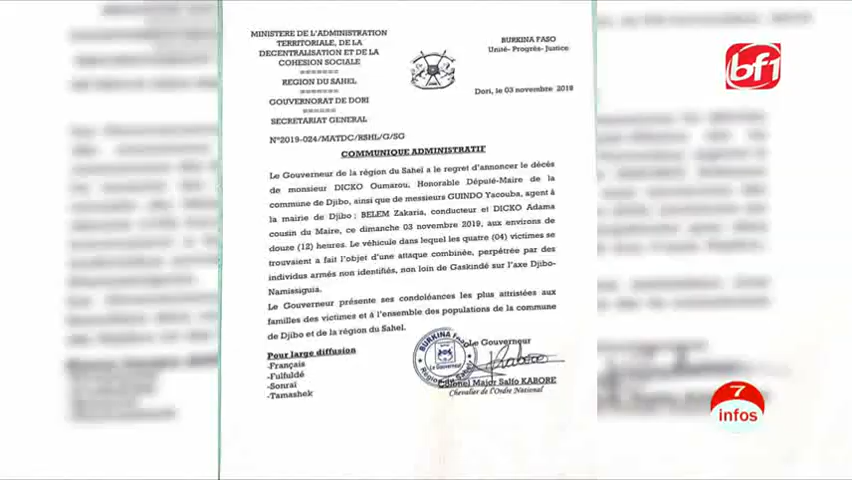 MINISTERE DE L'ADMINISTRATION
TERRITORIALE, DE LA
DECENTRALISATION ET DE LA
COHESION SOCIALE
=======
REGION DU SAHEL
=======
GOUVERNORAT DE DORI
=======
SECRETARIAT GENERAL
BURKINA FASO
Unité- Progrès- Justice
Dori, le 03 novembre 2019
N°2019-024/MATDC/RSHL/G/SG
COMMUNIQUE ADMINISTRATIF
Le Gouverneur de la région du Sahel a le regret d'annoncer le décès
de monsieur DICKO Oumarou, Honorable Député-Maire de la
commune de Djibo, ainsi que de messieurs GUINDO Yacouba, agent à
la mairie de Djibo ; BELEM Zakaria, conducteur et DICKO Adama
cousin du Maire, ce dimanche 03 novembre 2019, aux environs de
douze (12) heures. Le véhicule dans lequel les quatre (04) victimes se
trouvaient a fait l'objet d'une attaque combinée, perpétrée par des
individus armés non identifiés, non loin de Gaskindé sur l'axe Djibo-
Namissiguia.
Le Gouverneur présente ses condoléances les plus attristées aux
familles des victimes et à l'ensemble des populations de la commune
de Djibo et de la région du Sahel.
Pour large diffusion
-Français
-Fulfuldé
-Sonraï
-Tamashek
Le Gouverneur
BURKINA FASO
Le Gouverneur
Région du Sahel
Colonel Major Salfo KABORE
Chevalier de l'Ordre National
bf1
7
infos